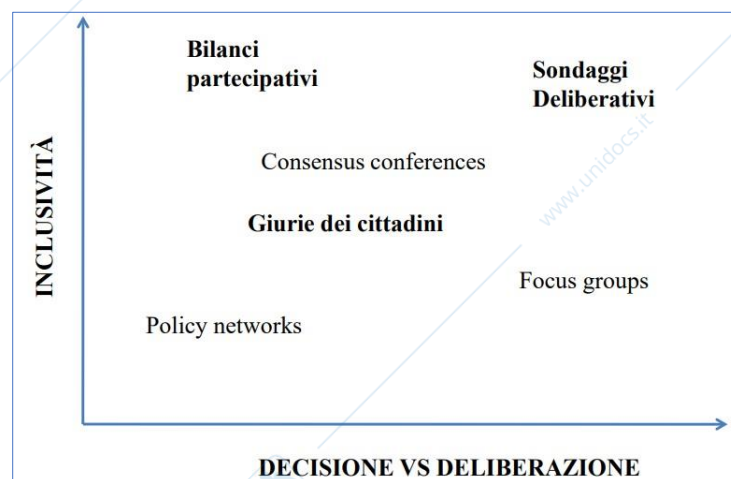 Bilanci
partecipativi
Sondaggi
Deliberativi
Consensus conferences
Giurie dei cittadini
Focus groups
Policy networks
INCLUSIVITÀ
DECISIONE VS DELIBERAZIONE
www.unidocs.it